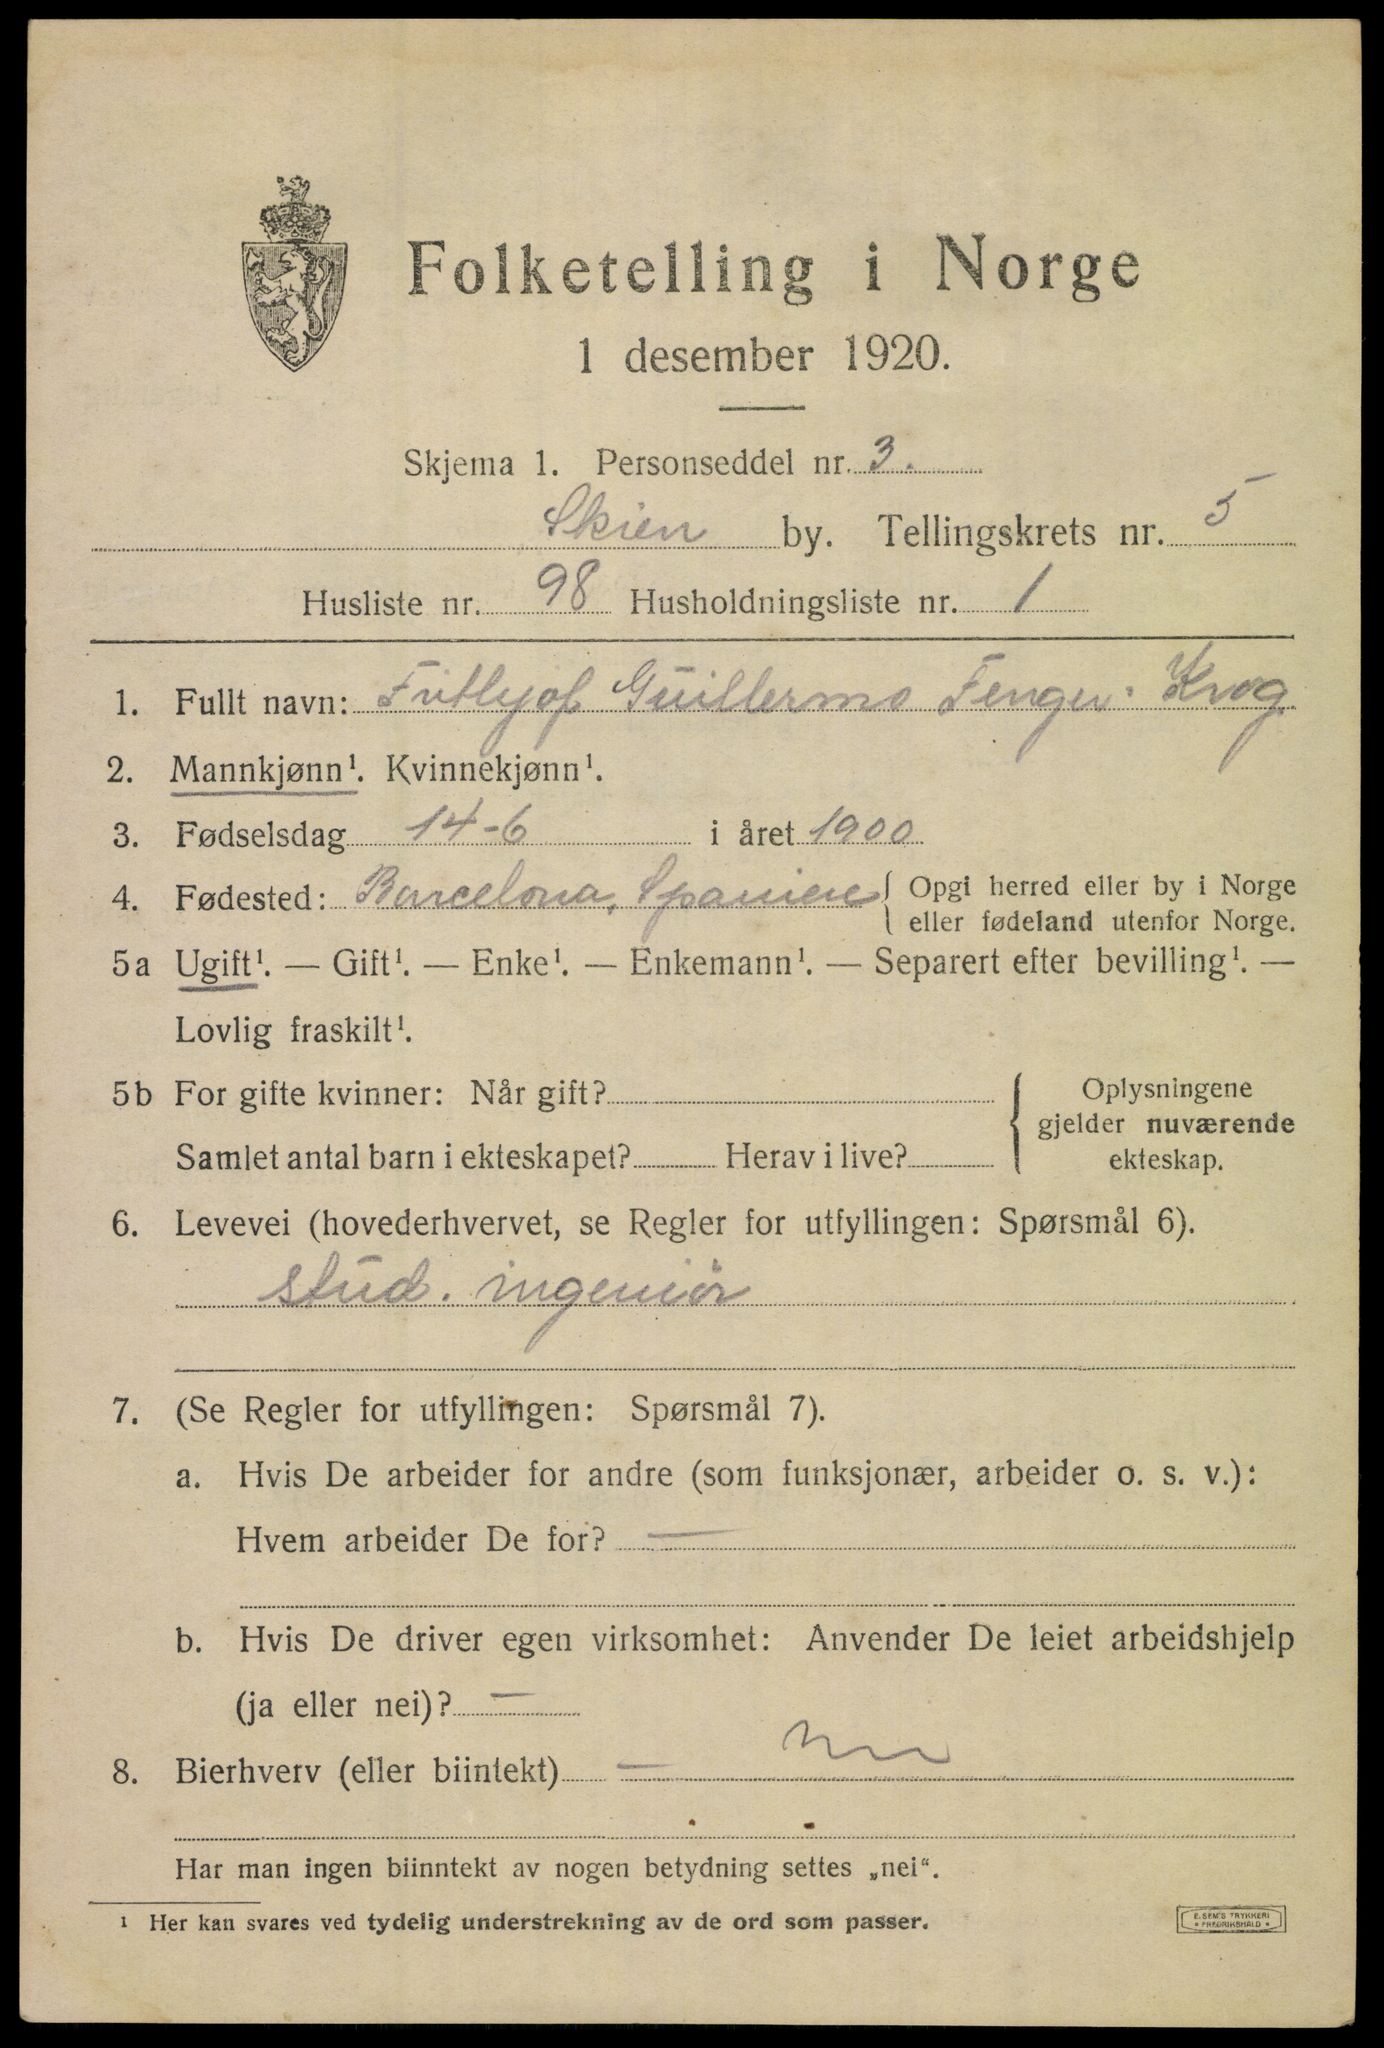 Folketelling i Norge
1 desember 1920.
Skjema 1. Personseddel nr. 3.
Skien by. Tellingskrets nr. 5
Husliste nr. 98 Husholdningsliste nr. 1
1. Fullt navn: Frithjof Guillermo Fenger-Krog
2. Mannkjønn¹. Kvinnekjønn¹.
3. Fødselsdag 14-6 i året 1900
4. Fødested: Barcelona, Spanien { Opgi herred eller by i Norge
eller fødeland utenfor Norge.
5a Ugift¹. — Gift¹. — Enke¹. — Enkemann¹. — Separert efter bevilling¹. —
Lovlig fraskilt¹.
5b For gifte kvinner: Når gift?
Samlet antal barn i ekteskapet? Herav i live?
{ Oplysningene
gjelder nuværende
ekteskap.
6. Levevei (hovederhvervet, se Regler for utfyllingen: Spørsmål 6).
stud. ingeniör
7. (Se Regler for utfyllingen: Spørsmål 7).
a. Hvis De arbeider for andre (som funksjonær, arbeider o. s. v.):
Hvem arbeider De for? —
b. Hvis De driver egen virksomhet: Anvender De leiet arbeidshjelp
(ja eller nei)? —
8. Bierhverv (eller biintekt) — nei
Har man ingen biinntekt av nogen betydning settes „nei“.
¹ Her kan svares ved tydelig understrekning av de ord som passer.
E. SEM'S TRYKKERI
• FREDRIKSHALD •